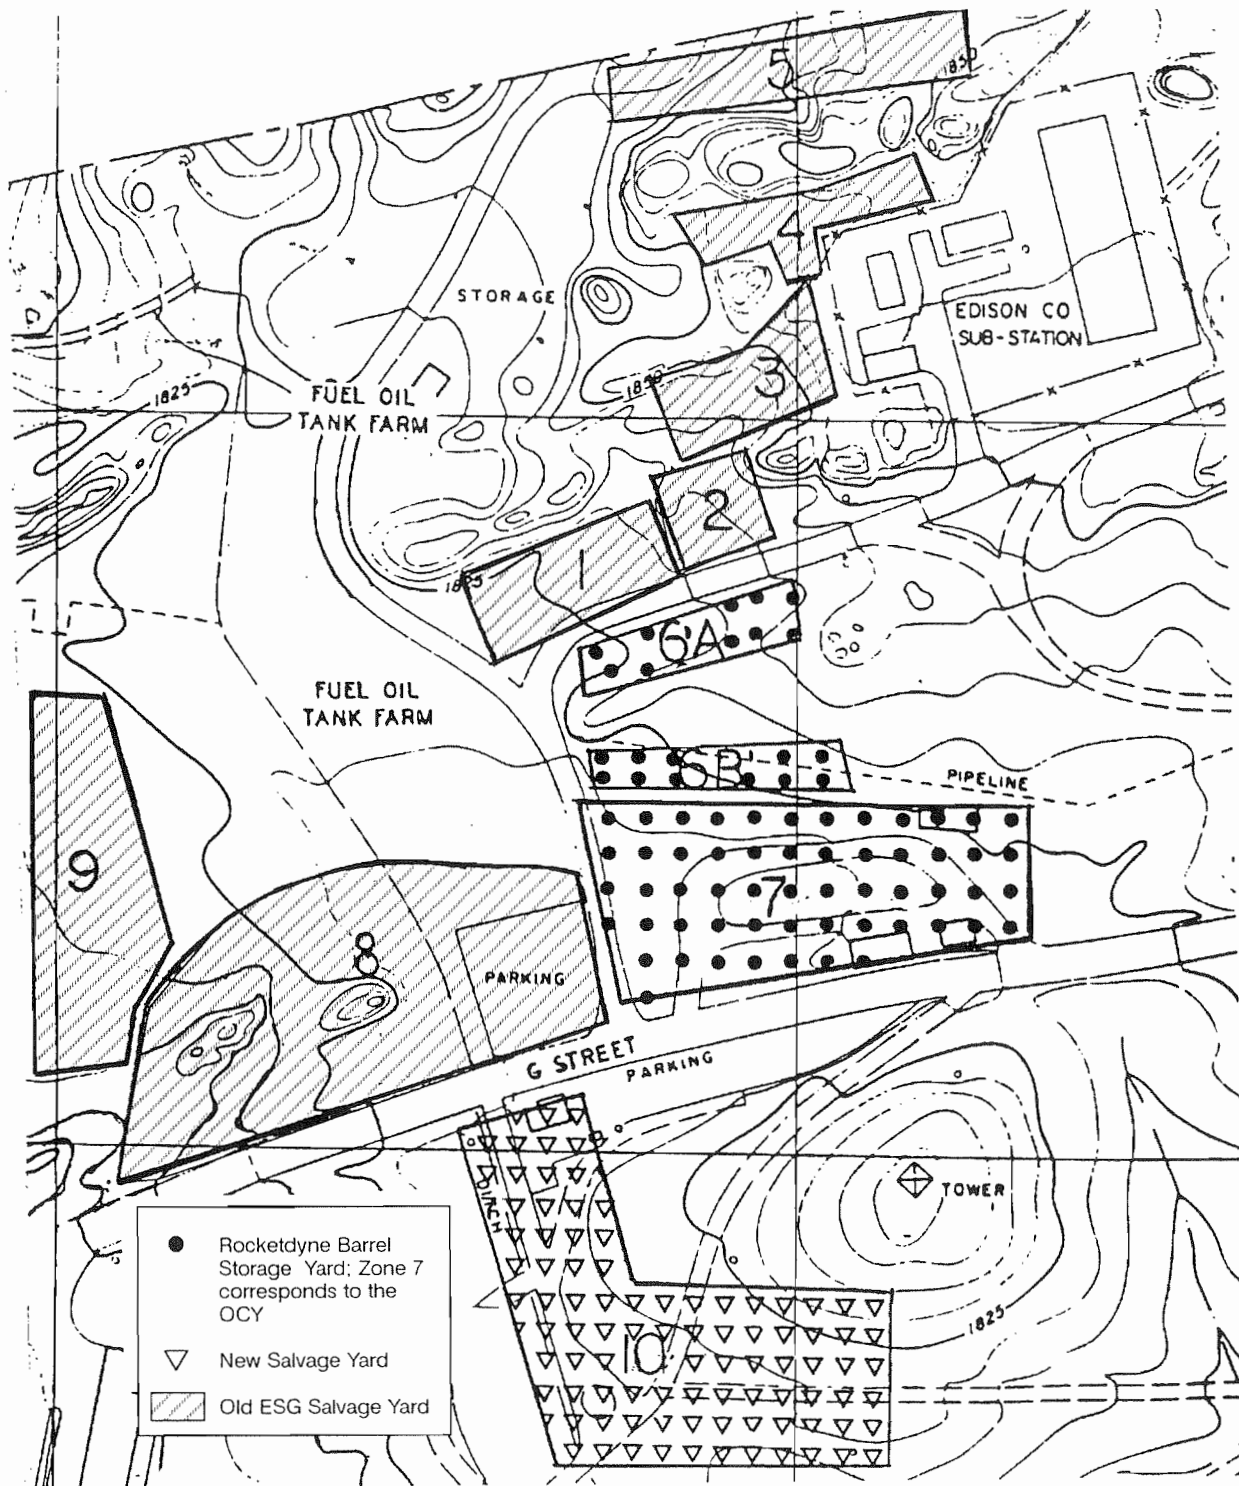 5
1850
4
STORAGE
EDISON CO
SUB-STATION
3
1850
1825
FUEL OIL
TANK FARM
2
1
1825
6A
FUEL OIL
TANK FARM
6B
PIPELINE
7
9
8
PARKING
G STREET
PARKING
DITCH
TOWER
1825
10
Rocketdyne Barrel
Storage Yard; Zone 7
corresponds to the
OCY
New Salvage Yard
Old ESG Salvage Yard